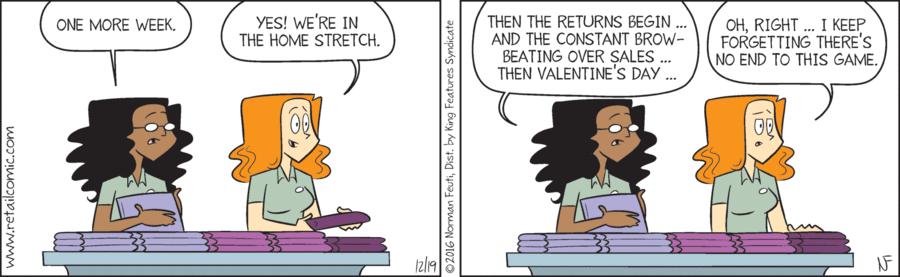 ONE MORE WEEK.
YES! WE'RE IN
THE HOME STRETCH.
www.retailcomic.com
12/19
©2016 Norman Feuti, Dist. by King Features Syndicate
THEN THE RETURNS BEGIN ...
AND THE CONSTANT BROW-
BEATING OVER SALES ...
THEN VALENTINE'S DAY ...
OH, RIGHT ... I KEEP
FORGETTING THERE'S
NO END TO THIS GAME.
NF